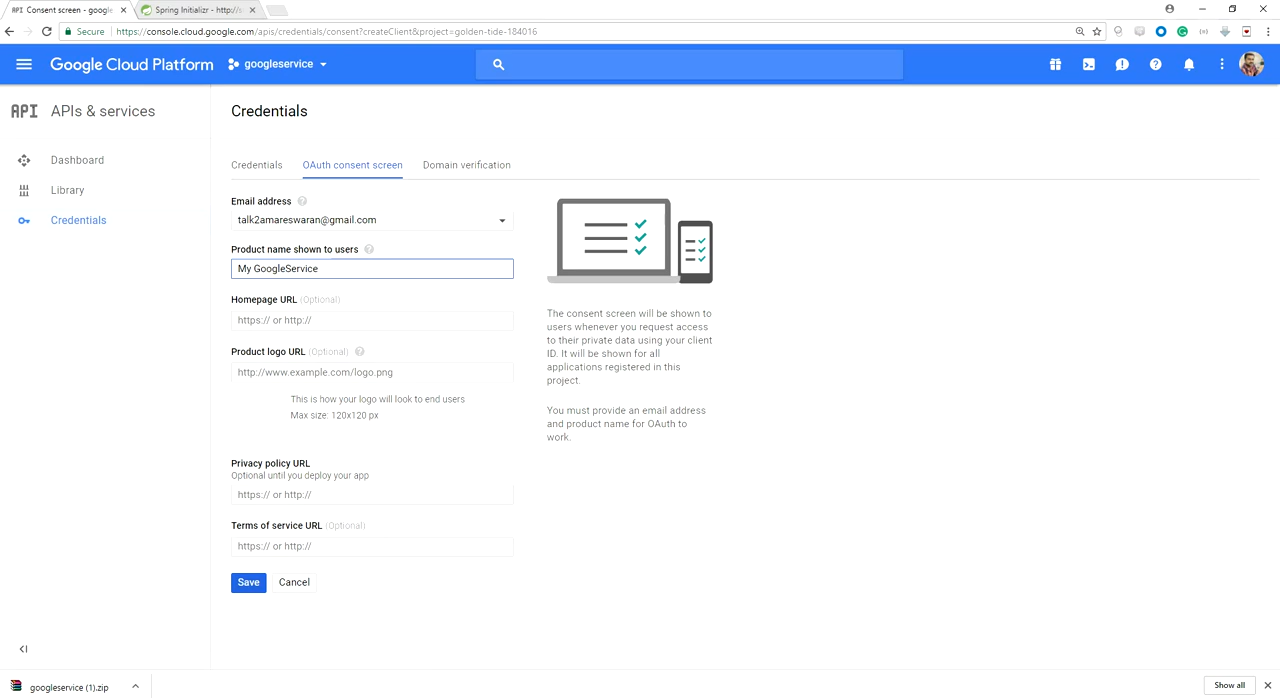 API Consent screen - google
Spring Initializr - http://s
Secure
https://console.cloud.google.com/apis/credentials/consent?createClient&project=golden-tide-184016
Google Cloud Platform
googleservice
API APIs & services
Dashboard
Library
Credentials
Credentials
Credentials OAuth consent screen Domain verification
Email address
talk2amareswaran@gmail.com
Product name shown to users
My GoogleService
Homepage URL (Optional)
https:// or http://
Product logo URL (Optional)
http://www.example.com/logo.png
This is how your logo will look to end users
Max size: 120x120 px
Privacy policy URL
Optional until you deploy your app
https:// or http://
Terms of service URL (Optional)
https:// or http://
Save Cancel
The consent screen will be shown to
users whenever you request access
to their private data using your client
ID. It will be shown for all
applications registered in this
project.
You must provide an email address
and product name for OAuth to
work.
googleservice (1).zip
Show all